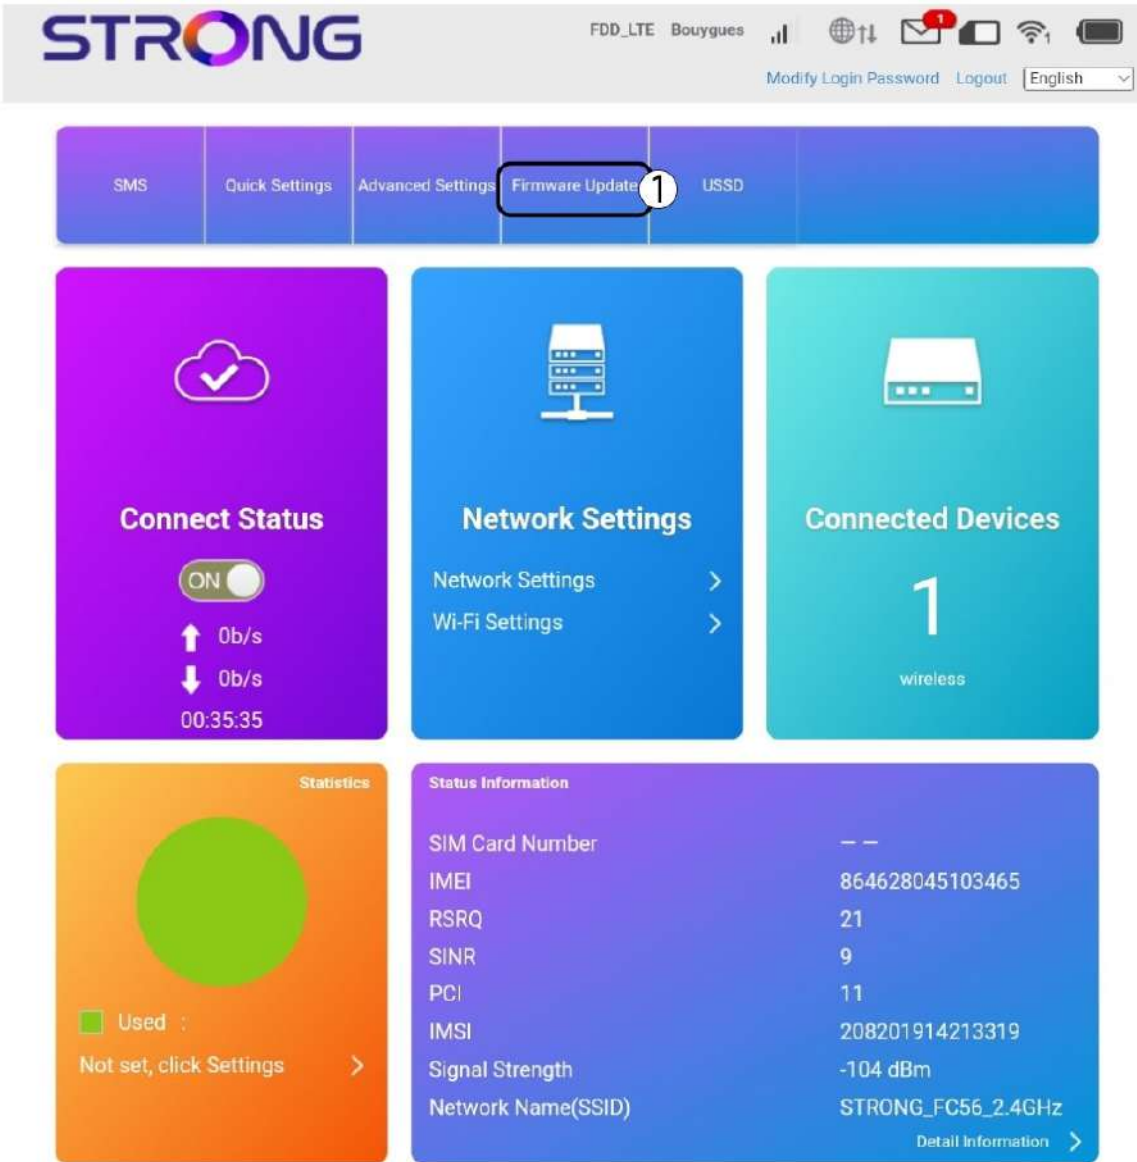 STRONG
FDD_LTE Bouygues
1
1
Modify Login Password Logout English
SMS Quick Settings Advanced Settings Firmware Update 1 USSD
Connect Status
ON
0b/s
0b/s
00:35:35
Network Settings
Network Settings
Wi-Fi Settings
Connected Devices
1
wireless
Statistics
Used :
Not set, click Settings
Status Information
SIM Card Number — —
IMEI 864628045103465
RSRQ 21
SINR 9
PCI 11
IMSI 208201914213319
Signal Strength -104 dBm
Network Name(SSID) STRONG_FC56_2.4GHz
Detail Information